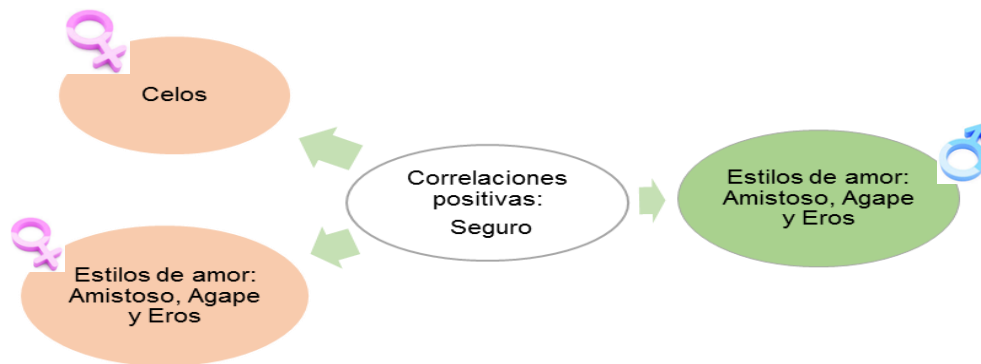 Celos
Correlaciones
positivas:
Seguro
Estilos de amor:
Amistoso, Agape
y Eros
Estilos de amor:
Amistoso, Agape
y Eros